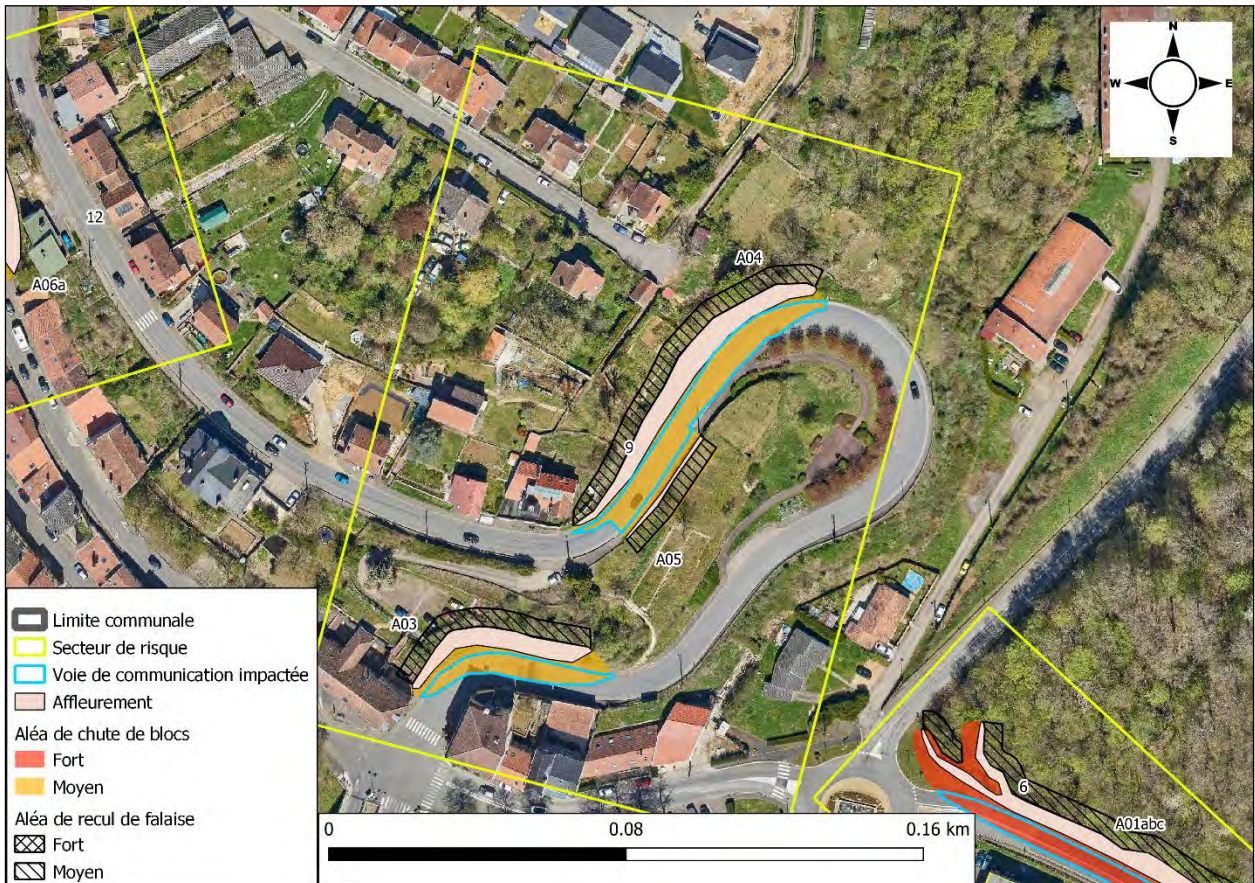 N
W
E
S
12
A04
A06a
9
A05
A03
6
A01abc
Limite communale
Secteur de risque
Voie de communication impactée
Affleurement
Aléa de chute de blocs
Fort
Moyen
Aléa de recul de falaise
Fort
Moyen
0
0.08
0.16 km